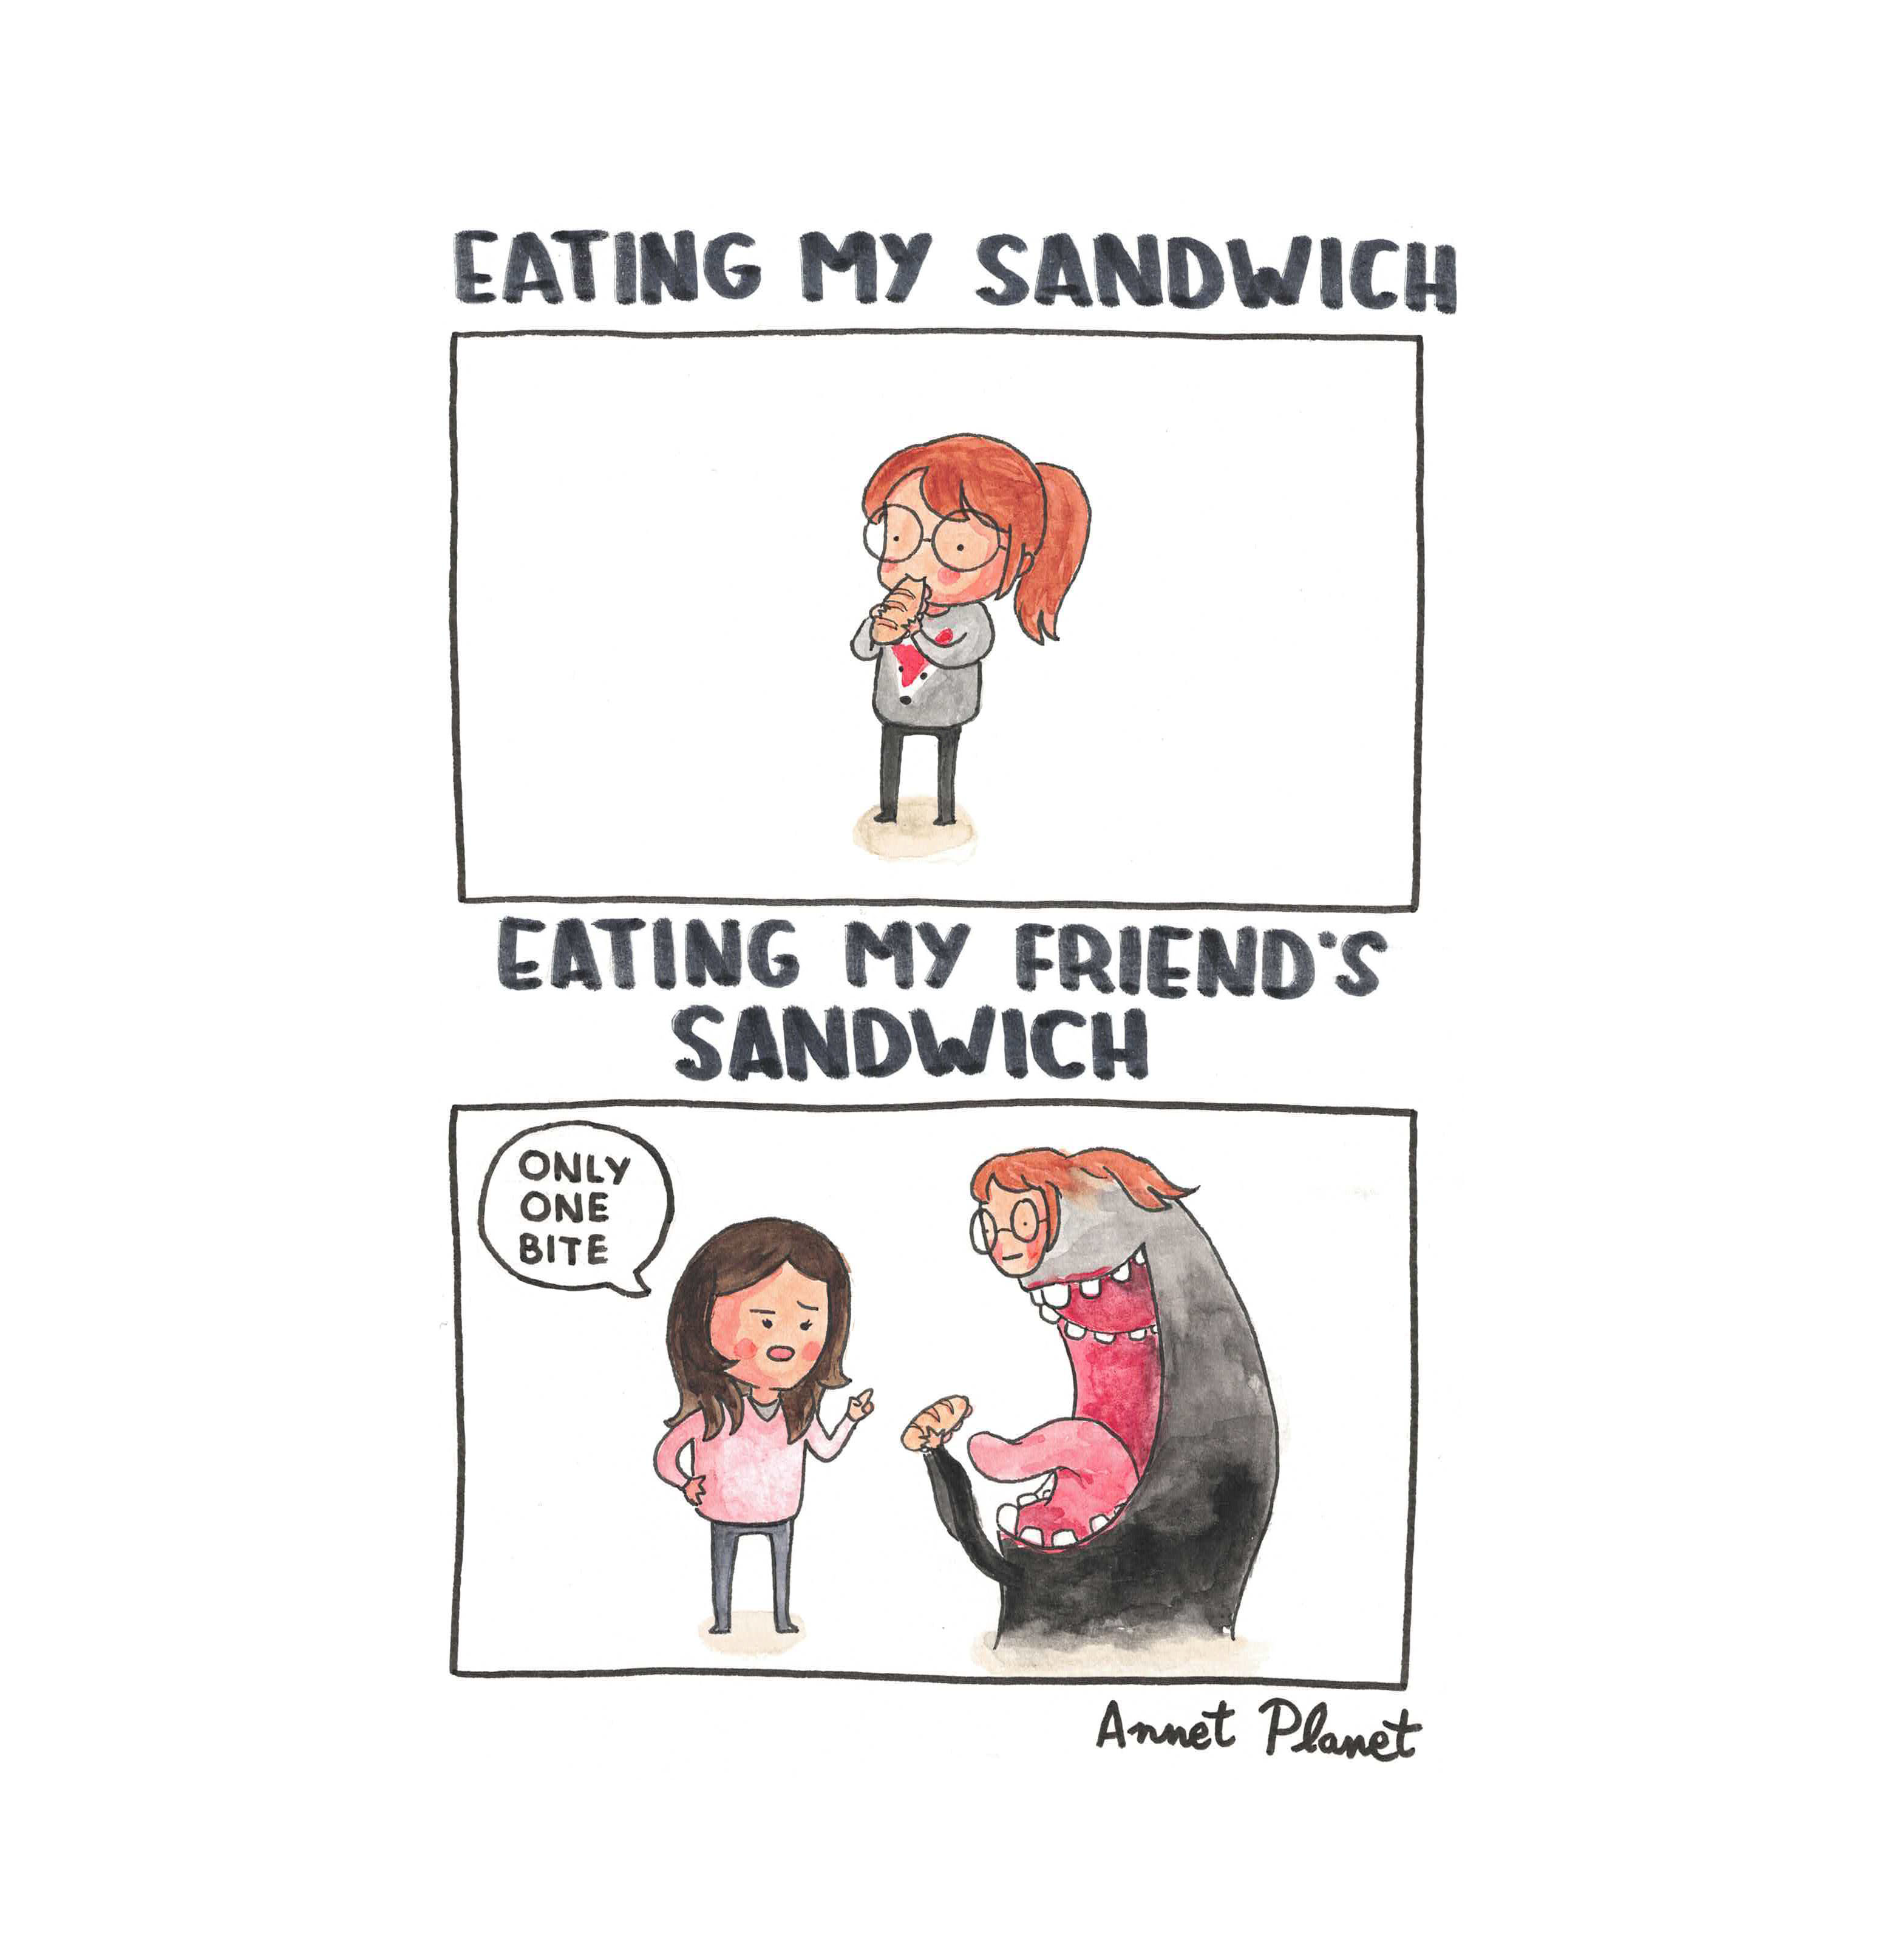 EATING MY SANDWICH
EATING MY FRIEND'S
SANDWICH
ONLY
ONE
BITE
Annet Planet